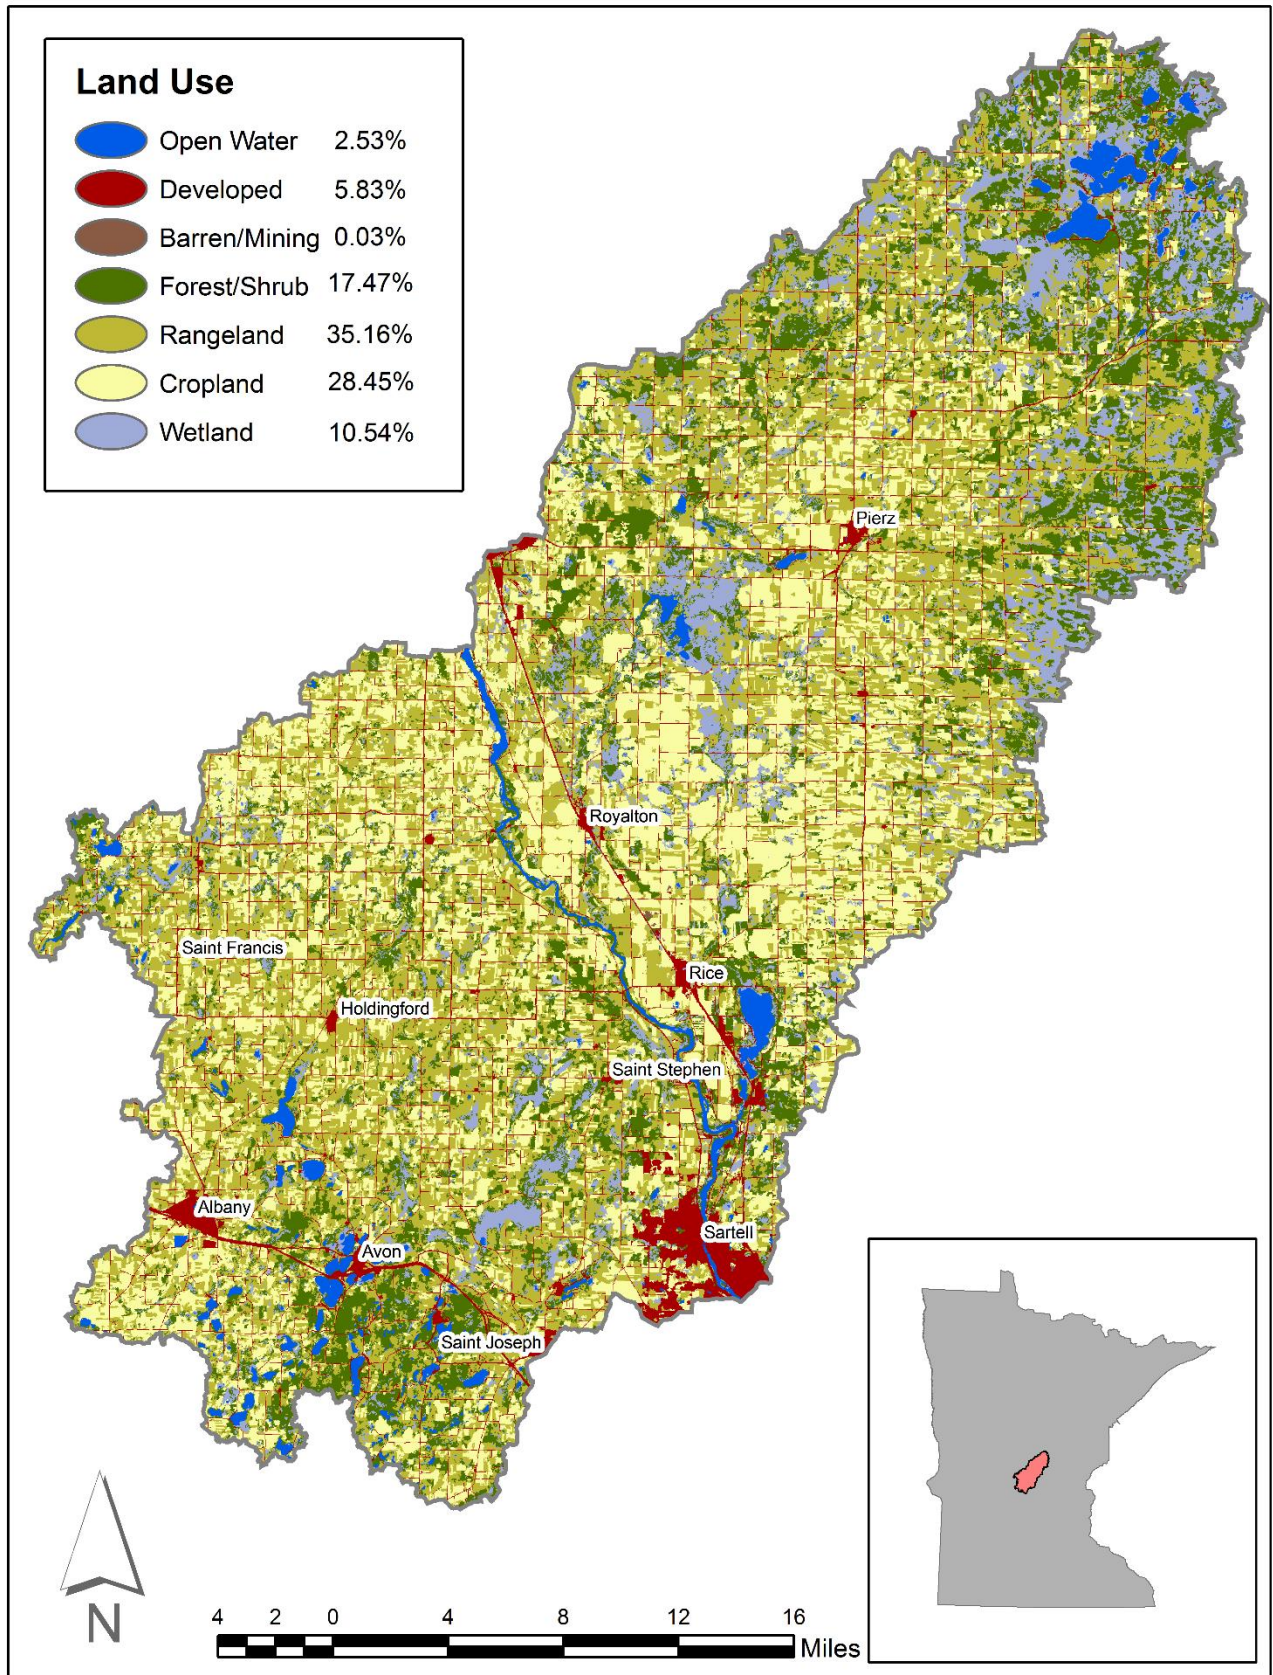 Land Use
Open Water 2.53%
Developed 5.83%
Barren/Mining 0.03%
Forest/Shrub 17.47%
Rangeland 35.16%
Cropland 28.45%
Wetland 10.54%
Pierz
Royalton
Saint Francis
Rice
Holdingford
Saint Stephen
Albany
Sartell
Avon
Saint Joseph
N
4 2 0 4 8 12 16
Miles